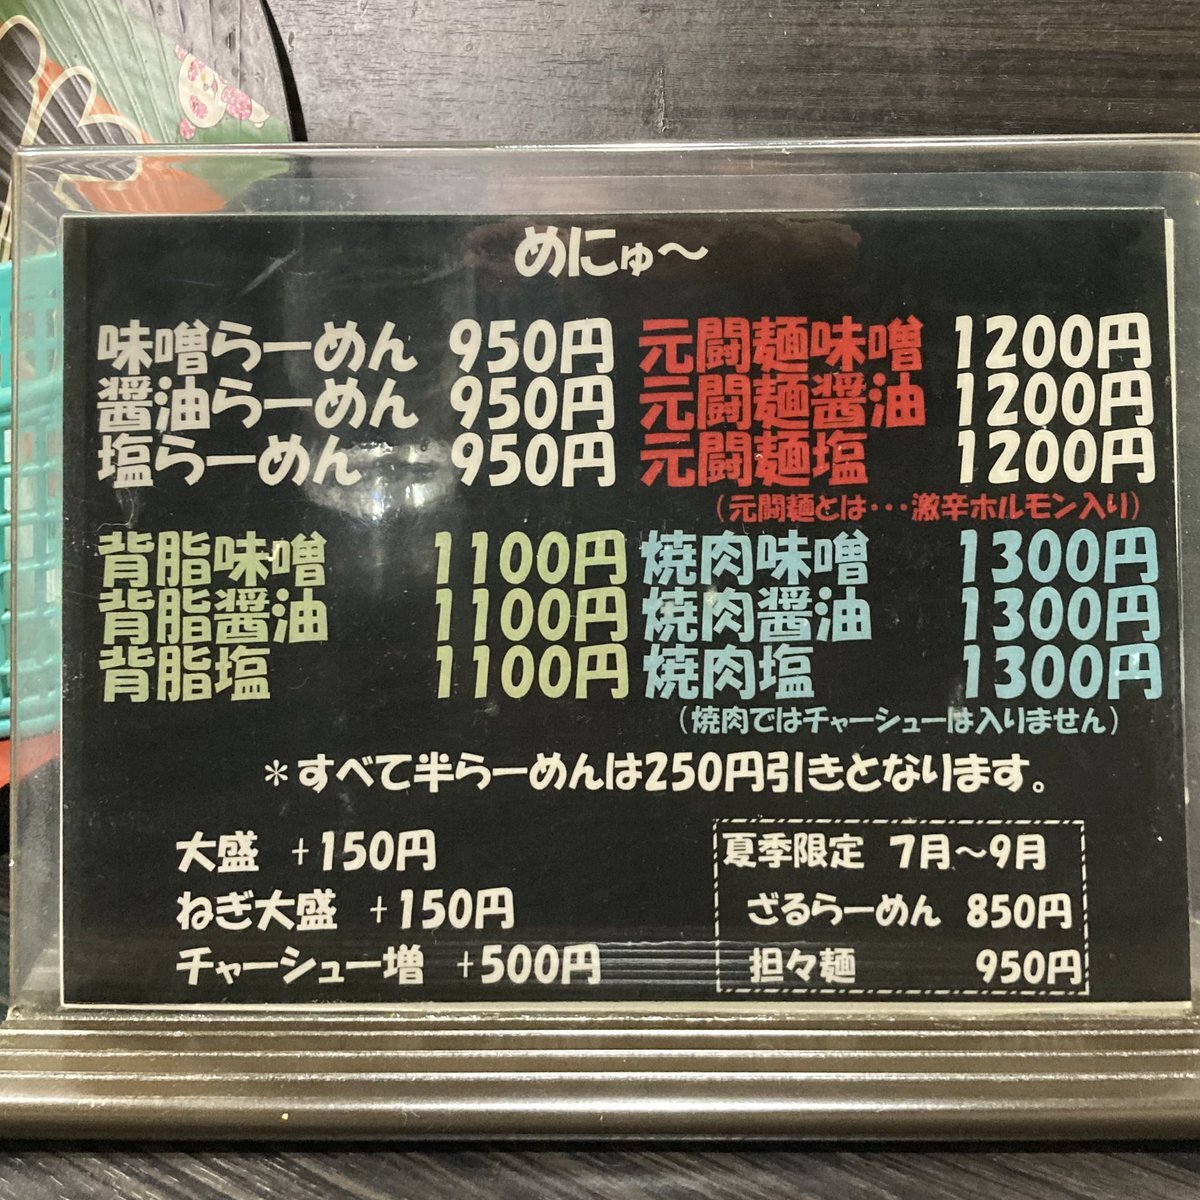 めにゅ〜
味噌らーめん 950円
醤油らーめん 950円
塩らーめん 950円
元闘麺味噌 1200円
元闘麺醤油 1200円
元闘麺塩 1200円
（元闘麺とは・・・激辛ホルモン入り）
背脂味噌 1100円
背脂醤油 1100円
背脂塩 1100円
焼肉味噌 1300円
焼肉醤油 1300円
焼肉塩 1300円
（焼肉ではチャーシューは入りません）
＊すべて半らーめんは250円引きとなります。
大盛 +150円
ねぎ大盛 +150円
チャーシュー増 +500円
夏季限定 7月〜9月
ざるらーめん 850円
担々麺 950円